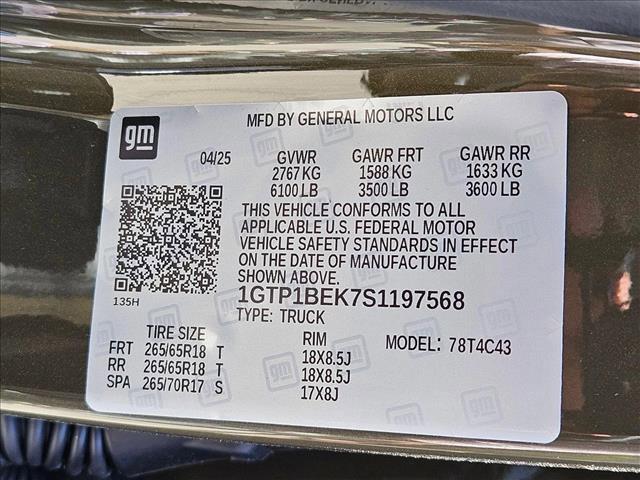 gm
MFD BY GENERAL MOTORS LLC
04/25 GVWR GAWR FRT GAWR RR
2767 KG 1588 KG 1633 KG
6100 LB 3500 LB 3600 LB
THIS VEHICLE CONFORMS TO ALL
APPLICABLE U.S. FEDERAL MOTOR
VEHICLE SAFETY STANDARDS IN EFFECT
ON THE DATE OF MANUFACTURE
SHOWN ABOVE.
135H
1GTP1BEK7S1197568
TYPE: TRUCK
TIRE SIZE RIM MODEL: 78T4C43
FRT 265/65R18 T 18X8.5J
RR 265/65R18 T 18X8.5J
SPA 265/70R17 S 17X8J